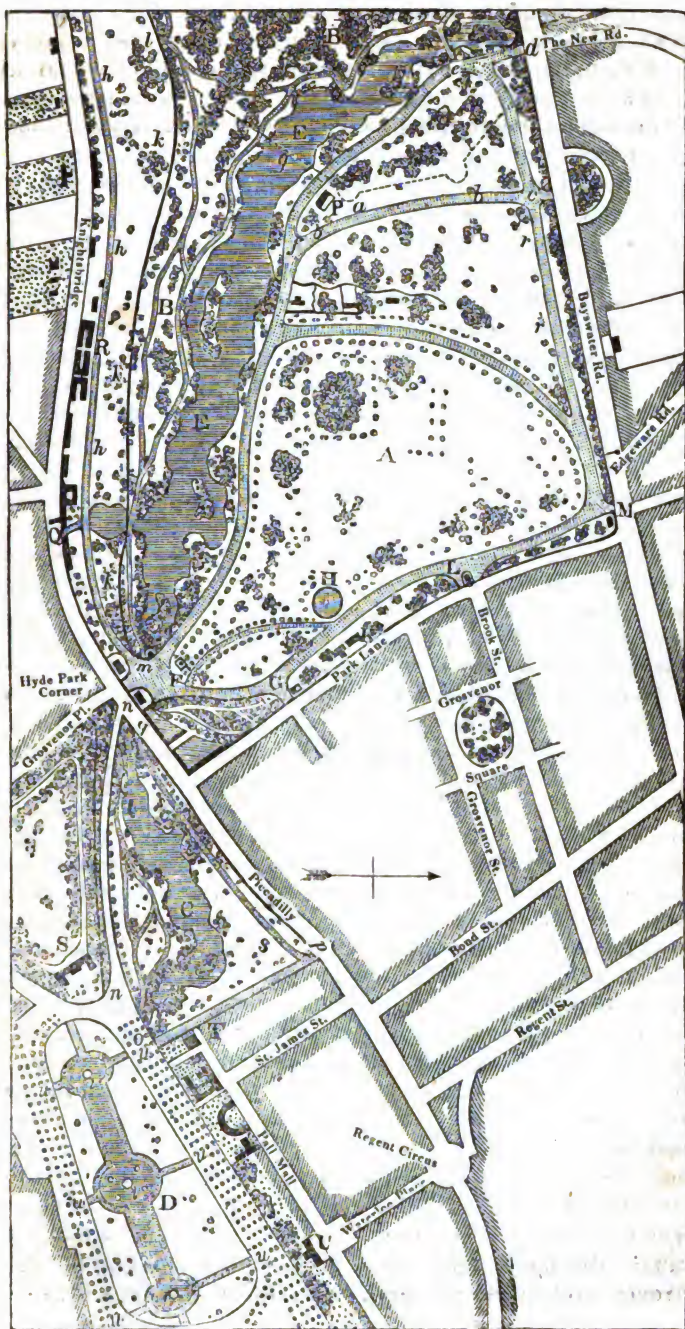 The New Rd.
Knightsbridge
Bayswater Rd.
Edgeware Rd.
Hyde Park
Corner
Park Lane
Brook St.
Grosvenor
Square
Grosvenor Pl.
Grosvenor St.
Piccadilly
Bond St.
Regent St.
St. James St.
Regent Circus
Pall Mall
Waterloo Place
l
B
h
d
E
c
g
k
P
a
b
c
r
h
B
r
R
k
E
A
h
M
Q
H
L
k
m
F
G
n
C
S
s
p
n
o
T
u
v
D
U
u
v
u